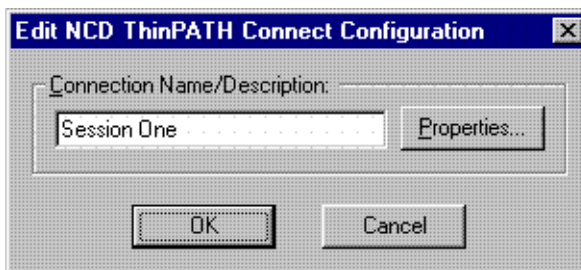 Edit NCD ThinPATH Connect Configuration
Connection Name/Description:
Session One
Properties...
OK
Cancel